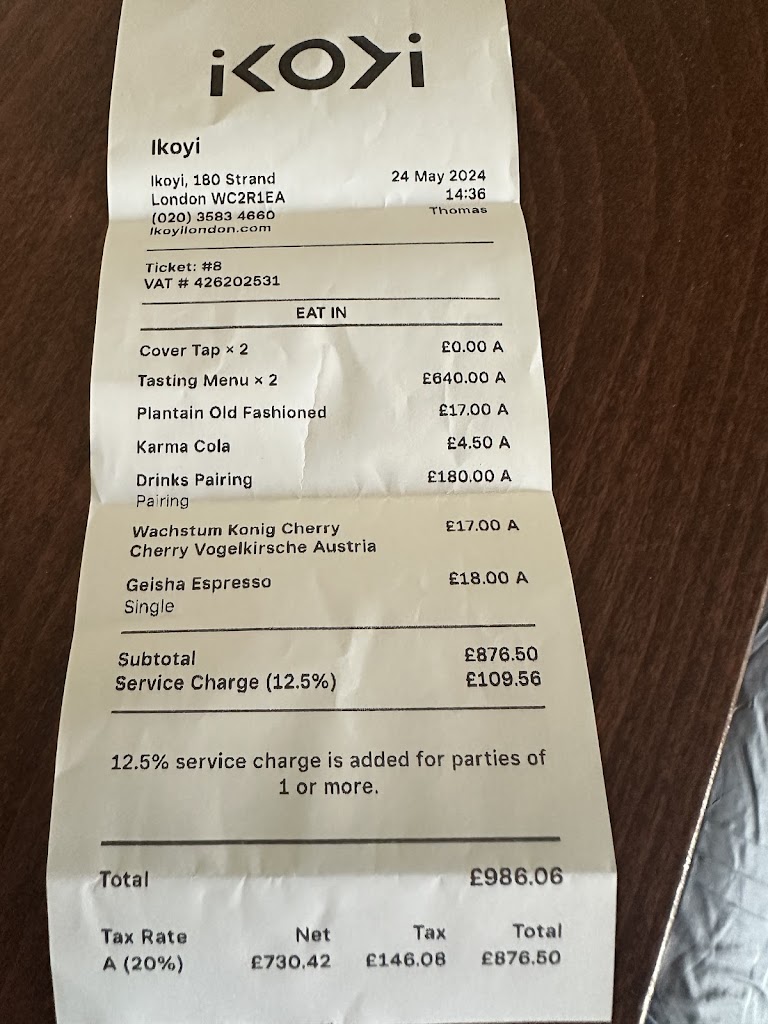 ikoyi
Ikoyi
Ikoyi, 180 Strand 24 May 2024
London WC2R1EA 14:36
(020) 3583 4660 Thomas
Ikoyilondon.com
Ticket: #8
VAT # 426202531
EAT IN
Cover Tap × 2 £0.00 A
Tasting Menu × 2 £640.00 A
Plantain Old Fashioned £17.00 A
Karma Cola £4.50 A
Drinks Pairing £180.00 A
Pairing
Wachstum Konig Cherry £17.00 A
Cherry Vogelkirsche Austria
Geisha Espresso £18.00 A
Single
Subtotal £876.50
Service Charge (12.5%) £109.56
12.5% service charge is added for parties of
1 or more.
Total £986.06
Tax Rate Net Tax Total
A (20%) £730.42 £146.08 £876.50